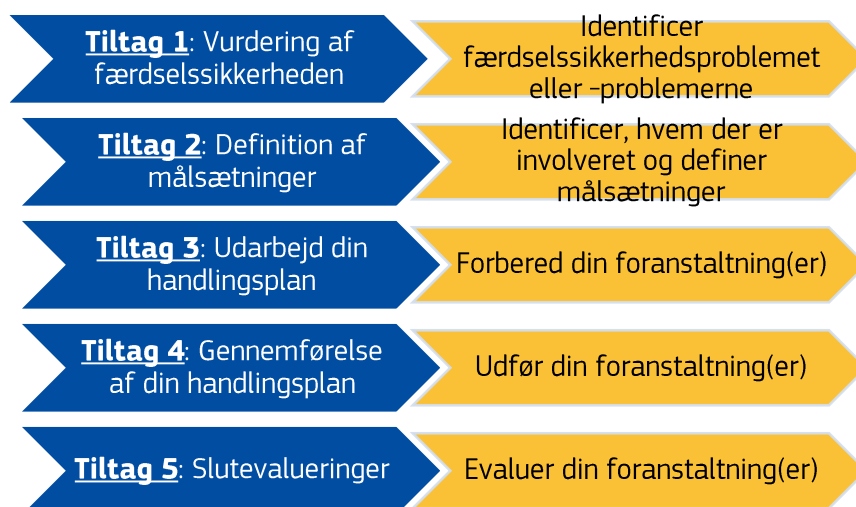 Tiltag 1: Vurdering af
færdselssikkerheden
Identificer
færdselssikkerhedsproblemet
eller -problemerne
Tiltag 2: Definition af
målsætninger
Identificer, hvem der er
involveret og definer
målsætninger
Tiltag 3: Udarbejd din
handlingsplan
Forbered din foranstaltning(er)
Tiltag 4: Gennemførelse
af din handlingsplan
Udfør din foranstaltning(er)
Tiltag 5: Slutevalueringer
Evaluer din foranstaltning(er)